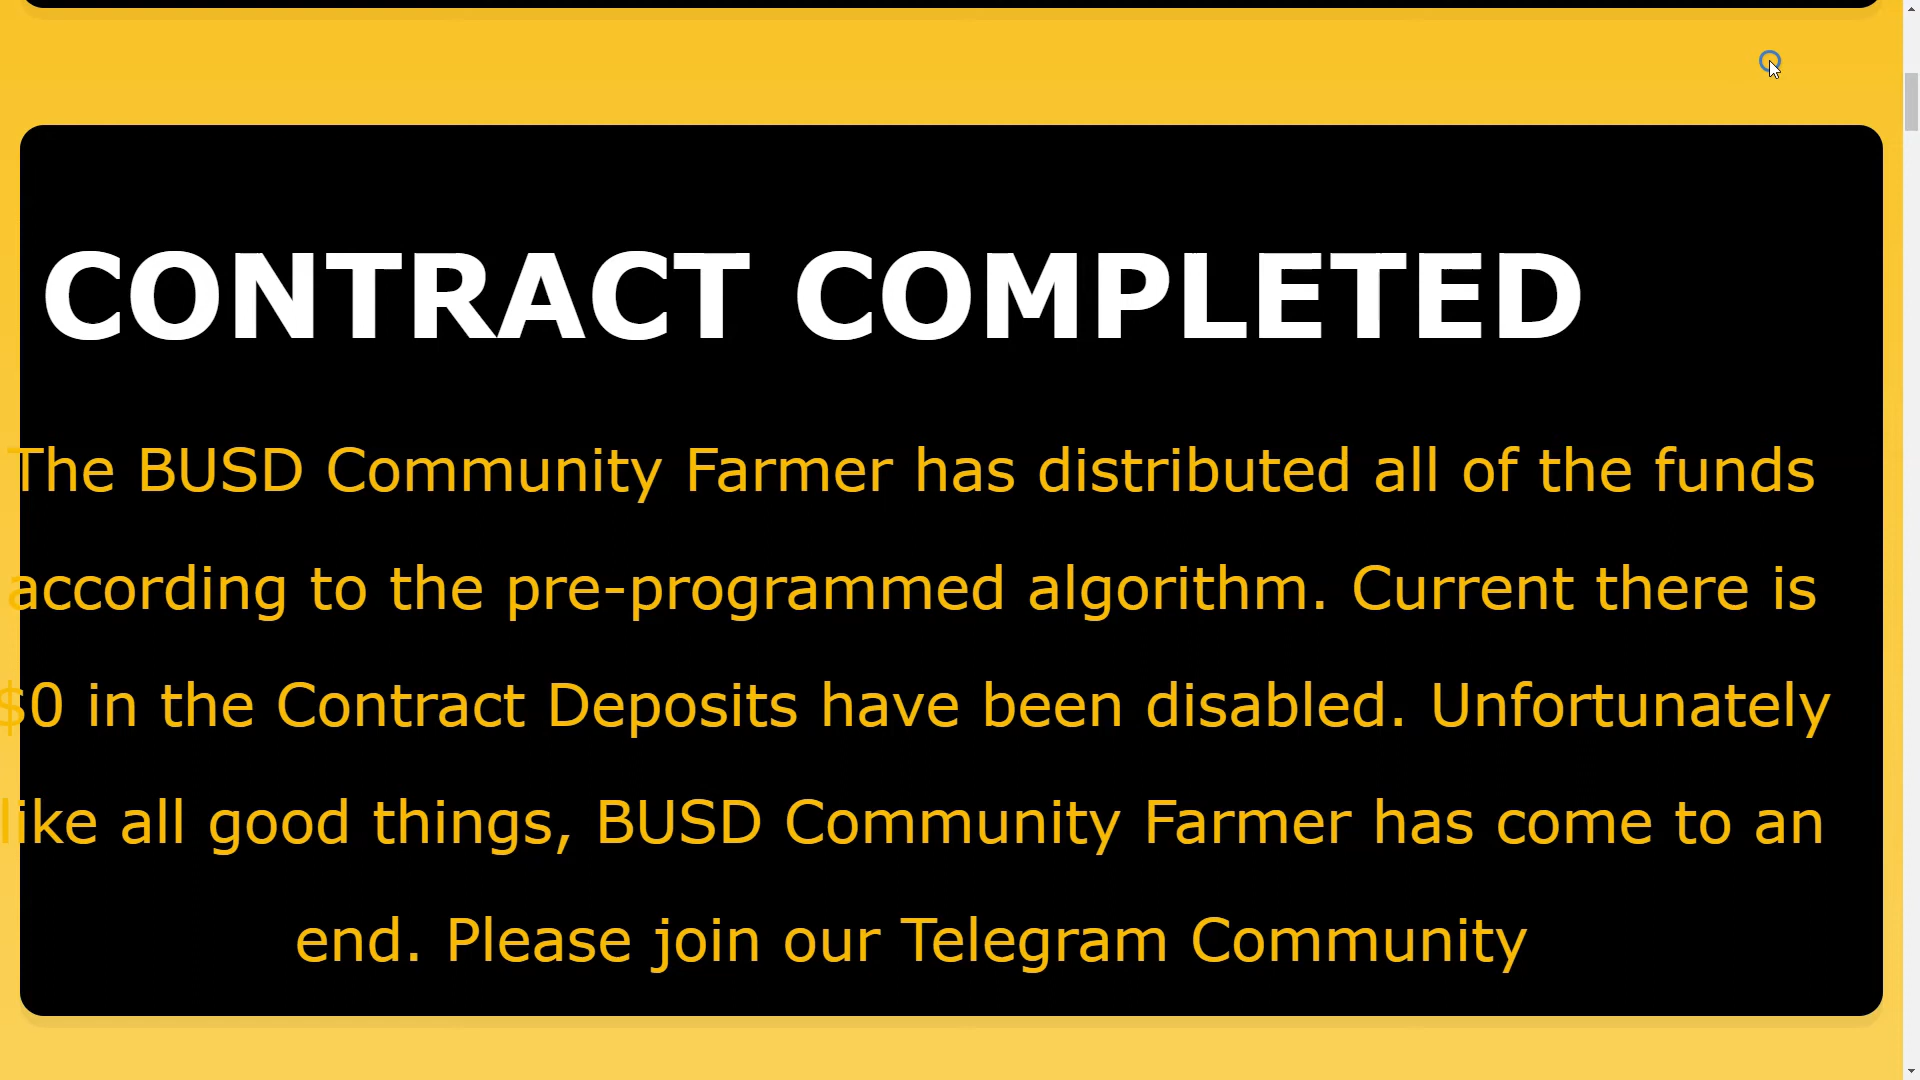 CONTRACT COMPLETED
The BUSD Community Farmer has distributed all of the funds
according to the pre-programmed algorithm. Current there is
$0 in the Contract Deposits have been disabled. Unfortunately
like all good things, BUSD Community Farmer has come to an
end. Please join our Telegram Community